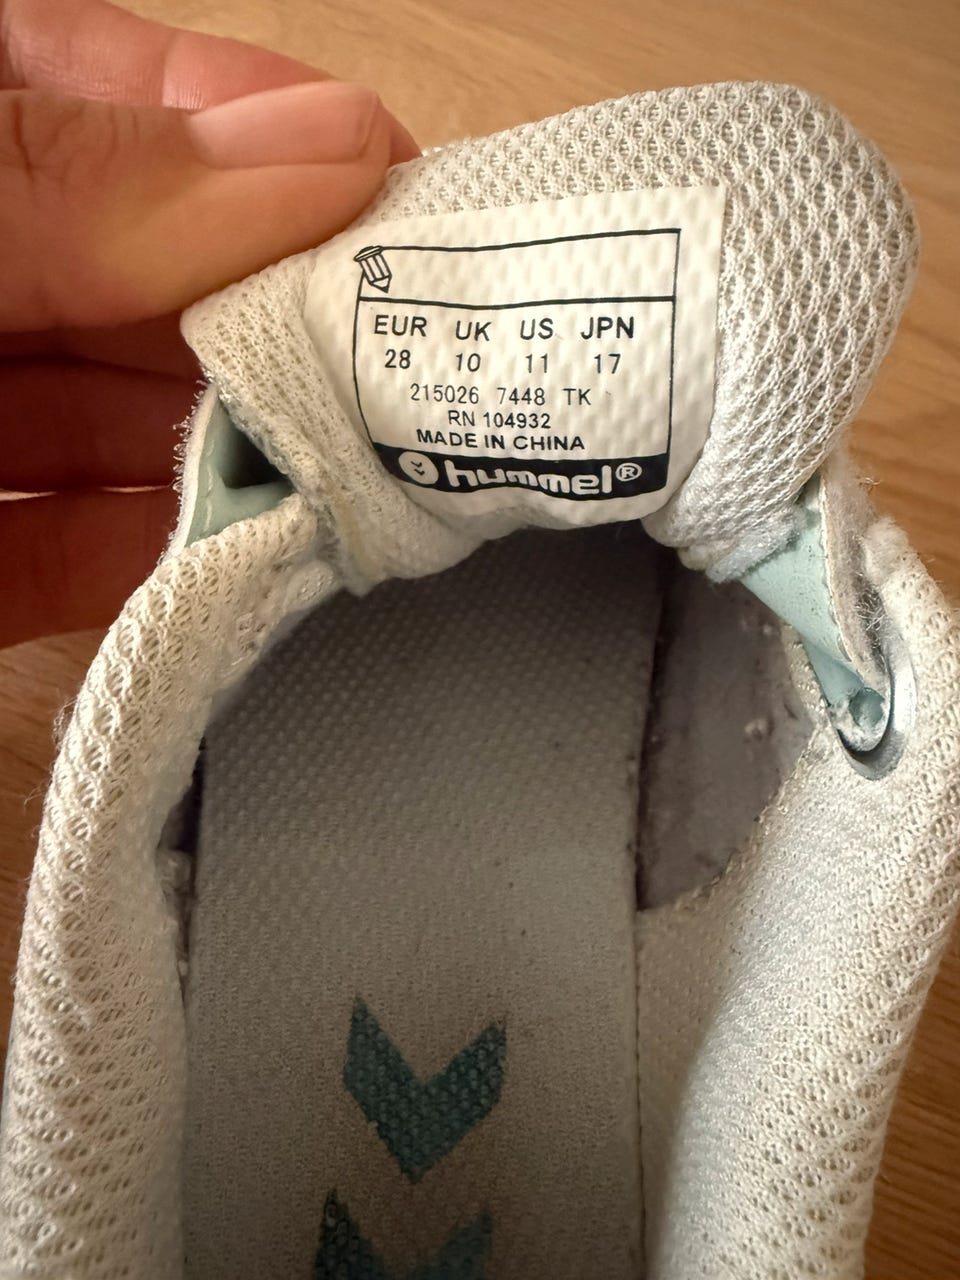 EUR UK US JPN
28 10 11 17
215026 7448 TK
RN 104932
MADE IN CHINA
hummel®